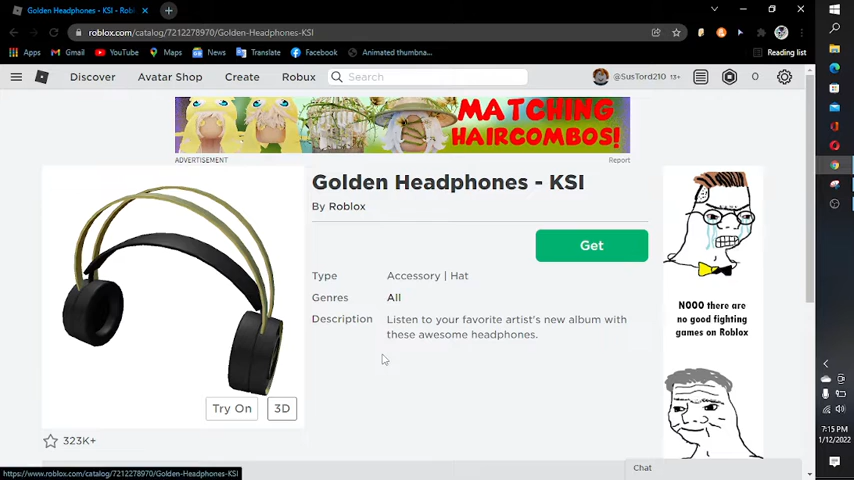 Golden Headphones - KSI - Robl
roblox.com/catalog/7212278970/Golden-Headphones-KSI
Apps
Gmail
YouTube
Maps
News
Translate
Facebook
Animated thumbna...
Reading list
Discover
Avatar Shop
Create
Robux
Search
@SusTord210 13+
0
MATCHING
HAIRCOMBOS!
ADVERTISEMENT
Report
Golden Headphones - KSI
By Roblox
Get
Type
Accessory | Hat
Genres
All
Description
Listen to your favorite artist's new album with
these awesome headphones.
Try On
3D
323K+
NOOO there are
no good fighting
games on Roblox
Chat
https://www.roblox.com/catalog/7212278970/Golden-Headphones-KSI
7:15 PM
1/12/2022